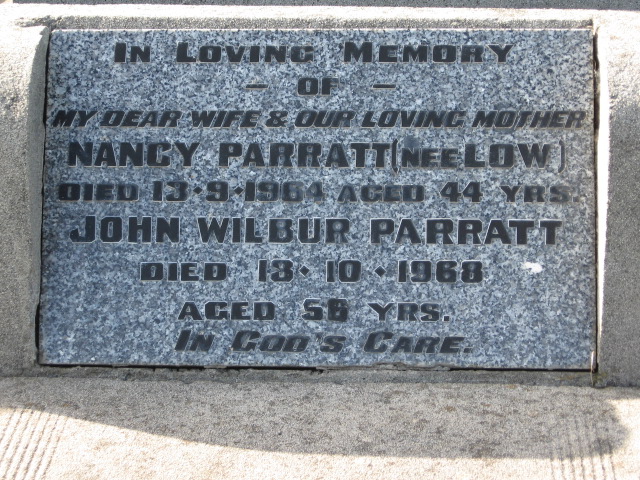 In Loving Memory
— OF —
MY DEAR WIFE & OUR LOVING MOTHER
NANCY PARRATT (NEE LOW)
DIED 13·9·1964 AGED 44 YRS.
JOHN WILBUR PARRATT
DIED 13·10·1968
AGED 56 YRS.
In God's Care.